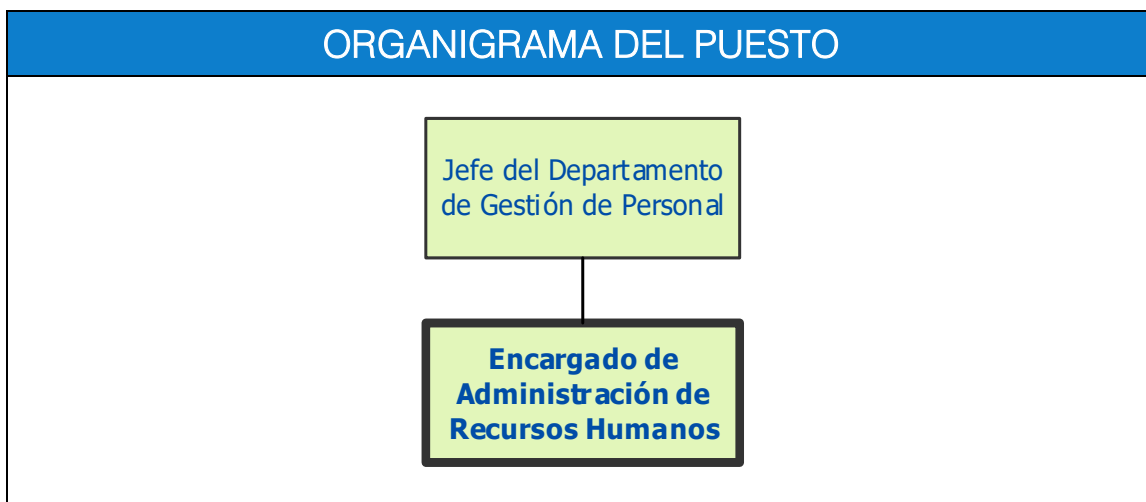 ORGANIGRAMA DEL PUESTO
Jefe del Departamento
de Gestión de Personal
Encargado de
Administración de
Recursos Humanos